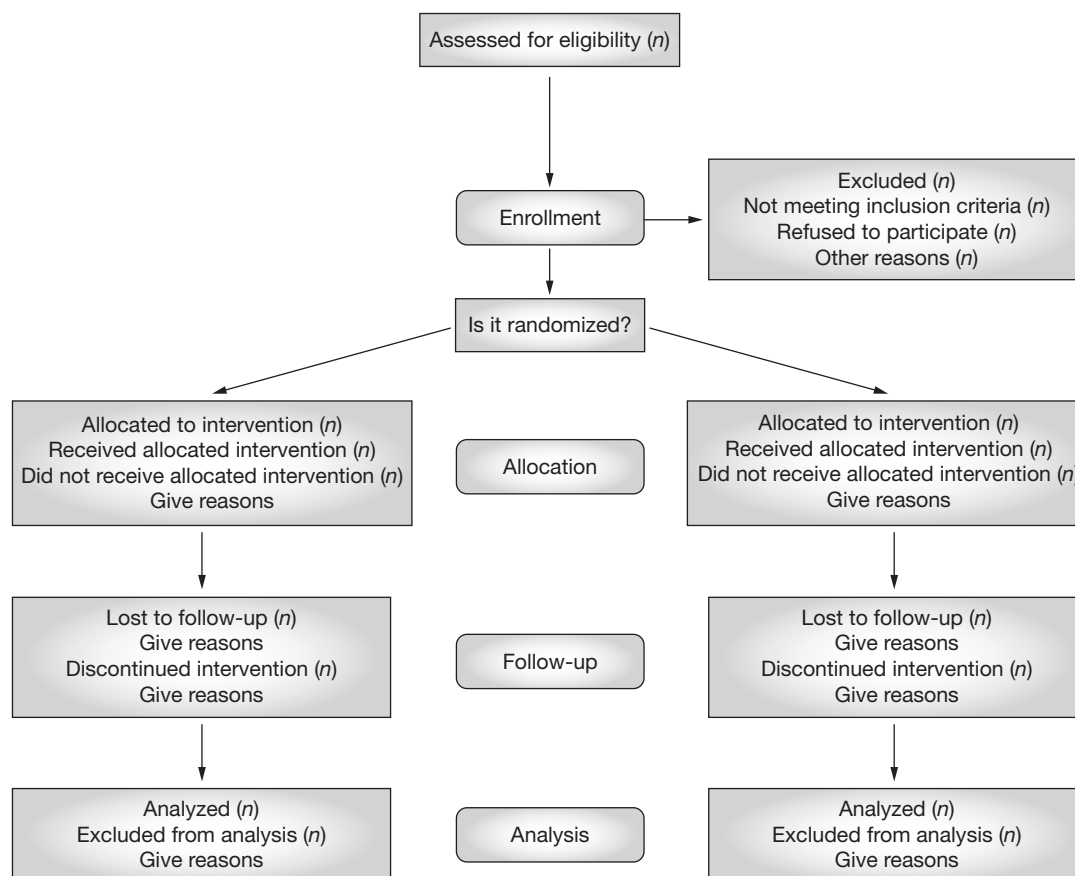 Assessed for eligibility (n)
Enrollment
Excluded (n)
Not meeting inclusion criteria (n)
Refused to participate (n)
Other reasons (n)
Is it randomized?
Allocated to intervention (n)
Received allocated intervention (n)
Did not receive allocated intervention (n)
Give reasons
Allocation
Allocated to intervention (n)
Received allocated intervention (n)
Did not receive allocated intervention (n)
Give reasons
Lost to follow-up (n)
Give reasons
Discontinued intervention (n)
Give reasons
Follow-up
Lost to follow-up (n)
Give reasons
Discontinued intervention (n)
Give reasons
Analyzed (n)
Excluded from analysis (n)
Give reasons
Analysis
Analyzed (n)
Excluded from analysis (n)
Give reasons